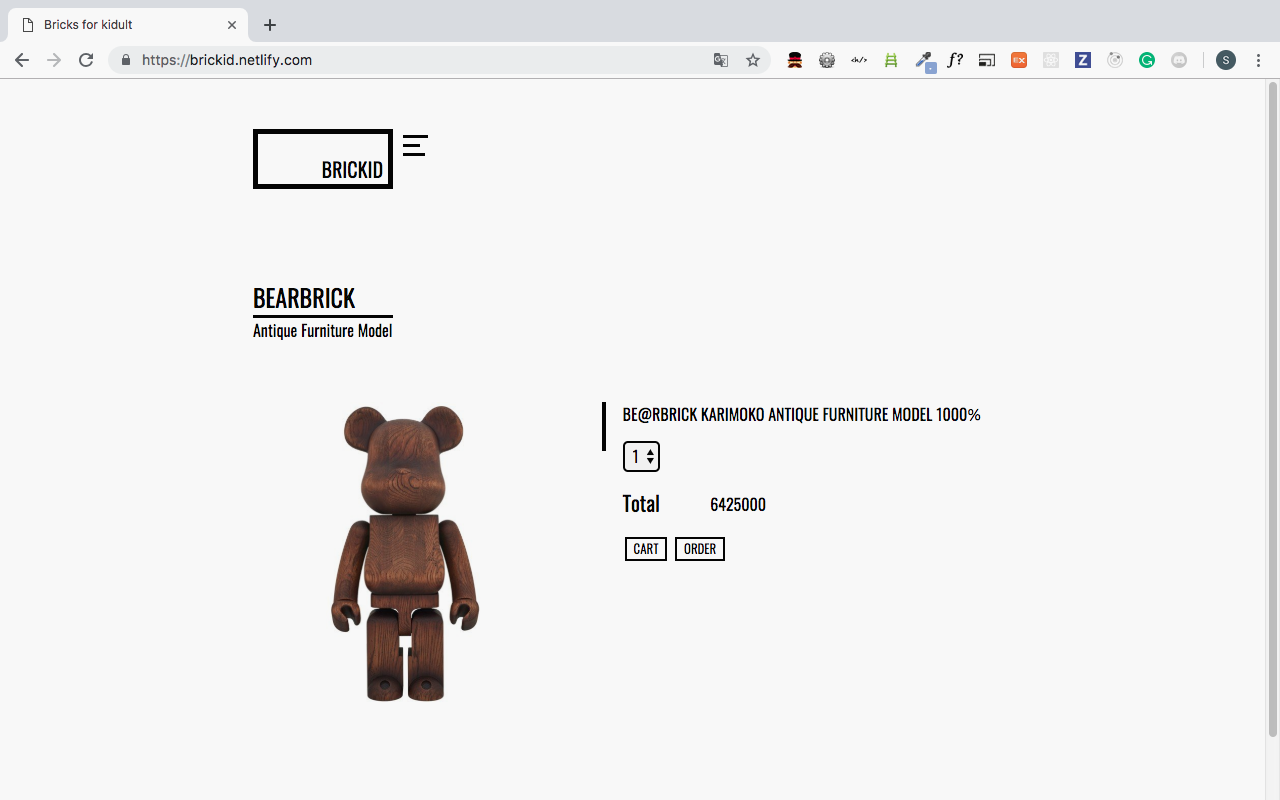 Bricks for kidult
https://brickid.netlify.com
<h/>
f?
EX
Z
S
BRICKID
BEARBRICK
Antique Furniture Model
BE@RBRICK KARIMOKO ANTIQUE FURNITURE MODEL 1000%
1
Total 6425000
CART ORDER